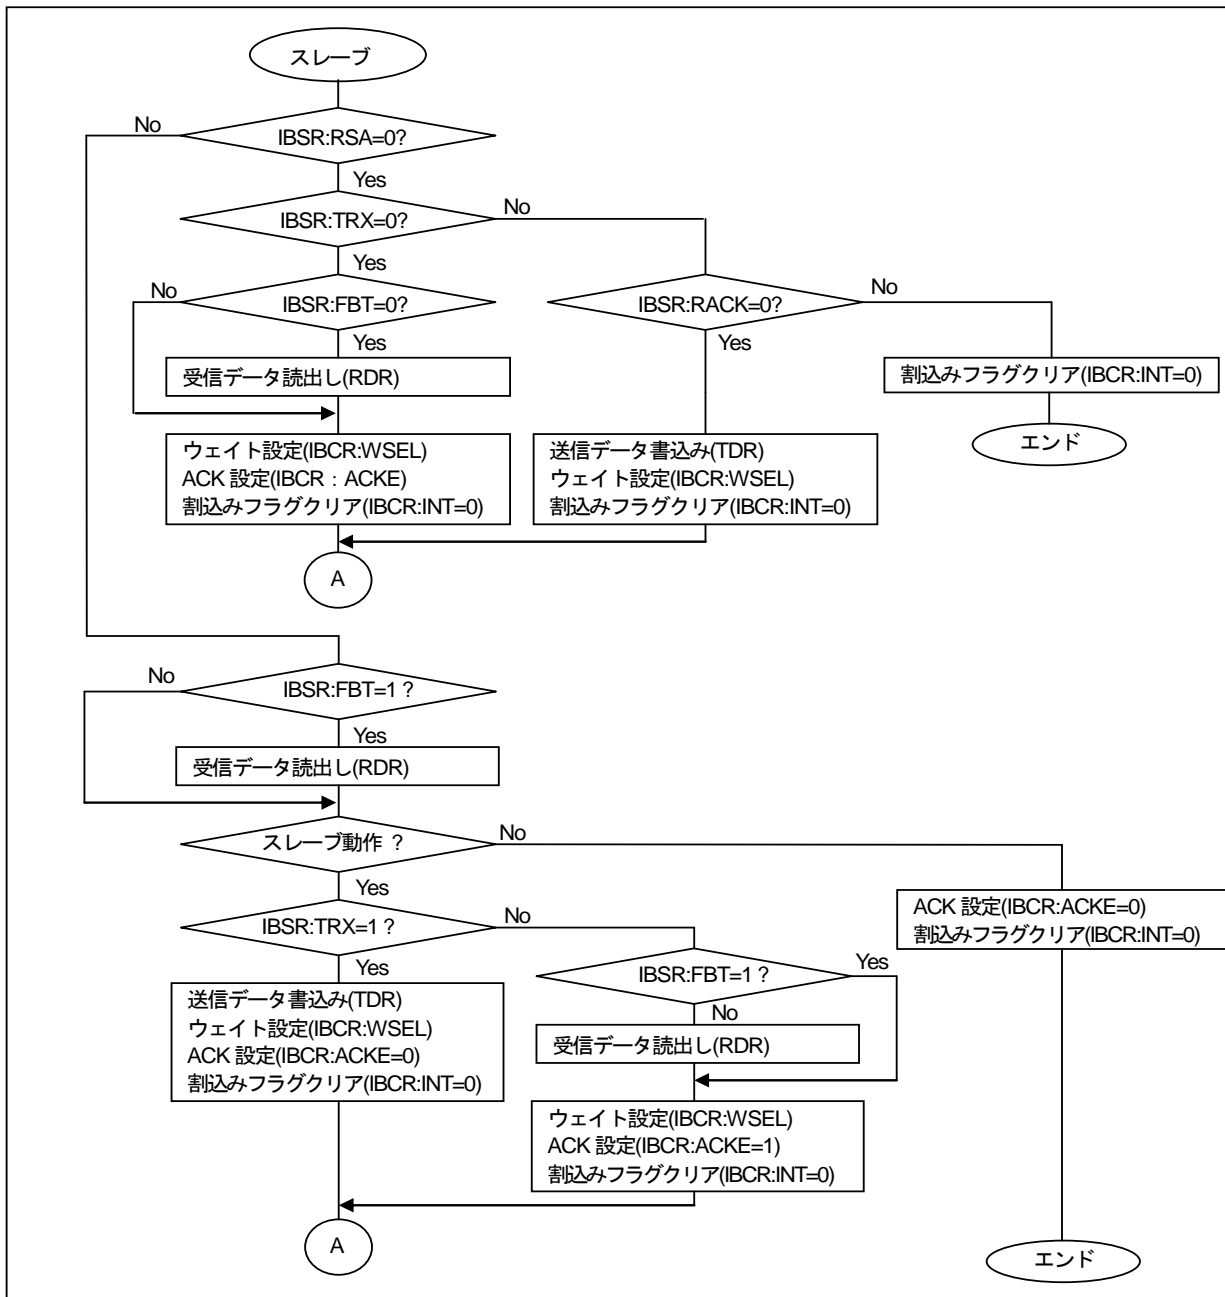 スレーブ
No
IBSR:RSA=0?
Yes
IBSR:TRX=0?
No
Yes
No
IBSR:FBT=0?
Yes
IBSR:RACK=0?
No
Yes
受信データ読出し(RDR)
割込みフラグクリア(IBCR:INT=0)
エンド
ウェイト設定(IBCR:WSEL)
ACK 設定(IBCR : ACKE)
割込みフラグクリア(IBCR:INT=0)
送信データ書込み(TDR)
ウェイト設定(IBCR:WSEL)
割込みフラグクリア(IBCR:INT=0)
A
No
IBSR:FBT=1 ?
Yes
受信データ読出し(RDR)
スレーブ動作 ?
No
Yes
ACK 設定(IBCR:ACKE=0)
割込みフラグクリア(IBCR:INT=0)
IBSR:TRX=1 ?
No
Yes
IBSR:FBT=1 ?
Yes
No
送信データ書込み(TDR)
ウェイト設定(IBCR:WSEL)
ACK 設定(IBCR:ACKE=0)
割込みフラグクリア(IBCR:INT=0)
受信データ読出し(RDR)
ウェイト設定(IBCR:WSEL)
ACK 設定(IBCR:ACKE=1)
割込みフラグクリア(IBCR:INT=0)
A
エンド